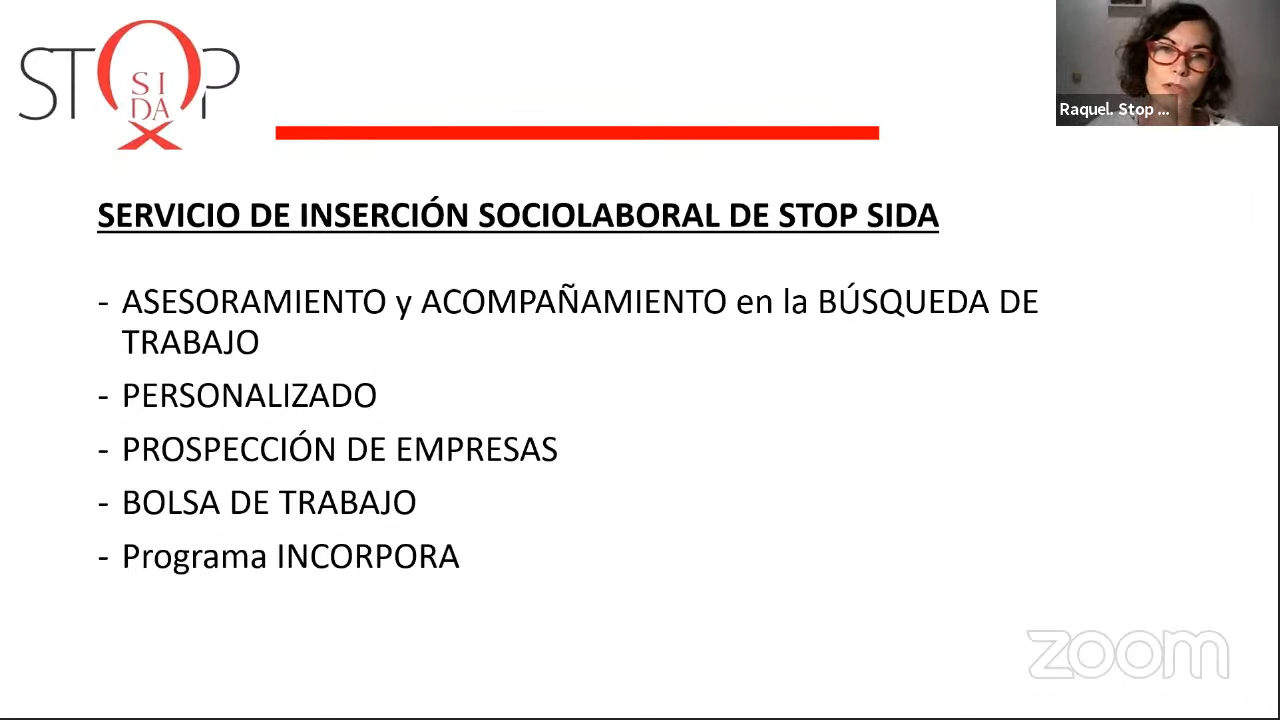 STOP
SI
DA
Raquel. Stop ...
SERVICIO DE INSERCIÓN SOCIOLABORAL DE STOP SIDA
- ASESORAMIENTO y ACOMPAÑAMIENTO en la BÚSQUEDA DE
TRABAJO
- PERSONALIZADO
- PROSPECCIÓN DE EMPRESAS
- BOLSA DE TRABAJO
- Programa INCORPORA
zoom